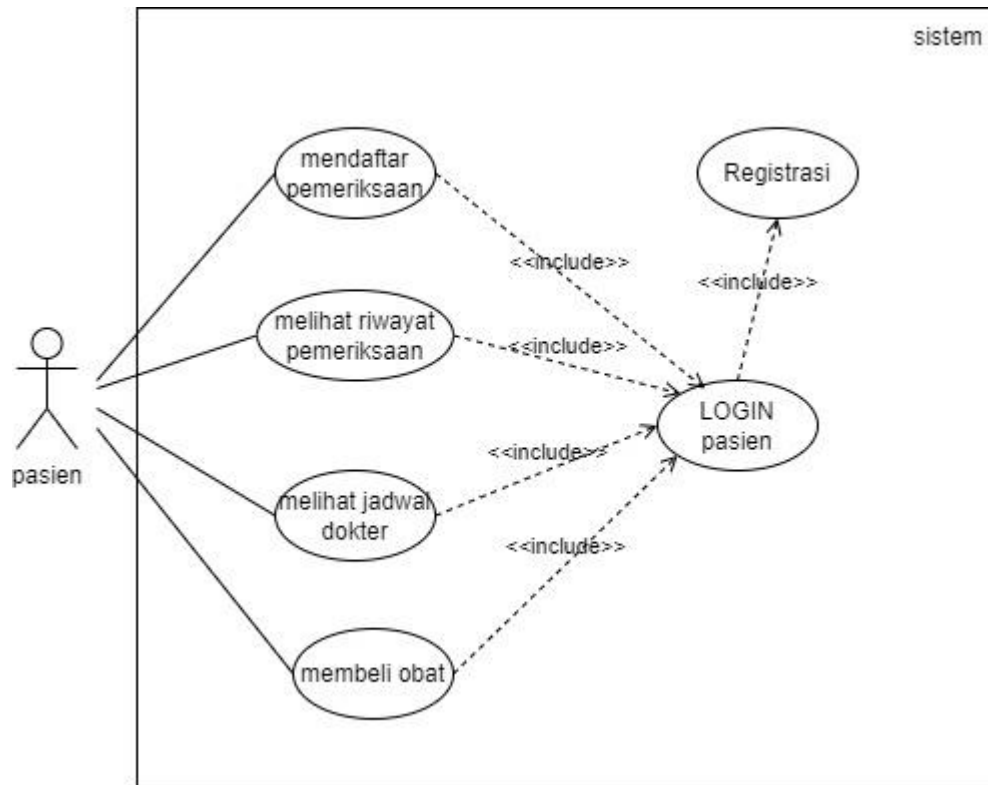 sistem
mendaftar
pemeriksaan
Registrasi
<<include>>
<<include>>
melihat riwayat
pemeriksaan
<<include>>
LOGIN
pasien
pasien
<<include>>
melihat jadwal
dokter
<<include>>
membeli obat